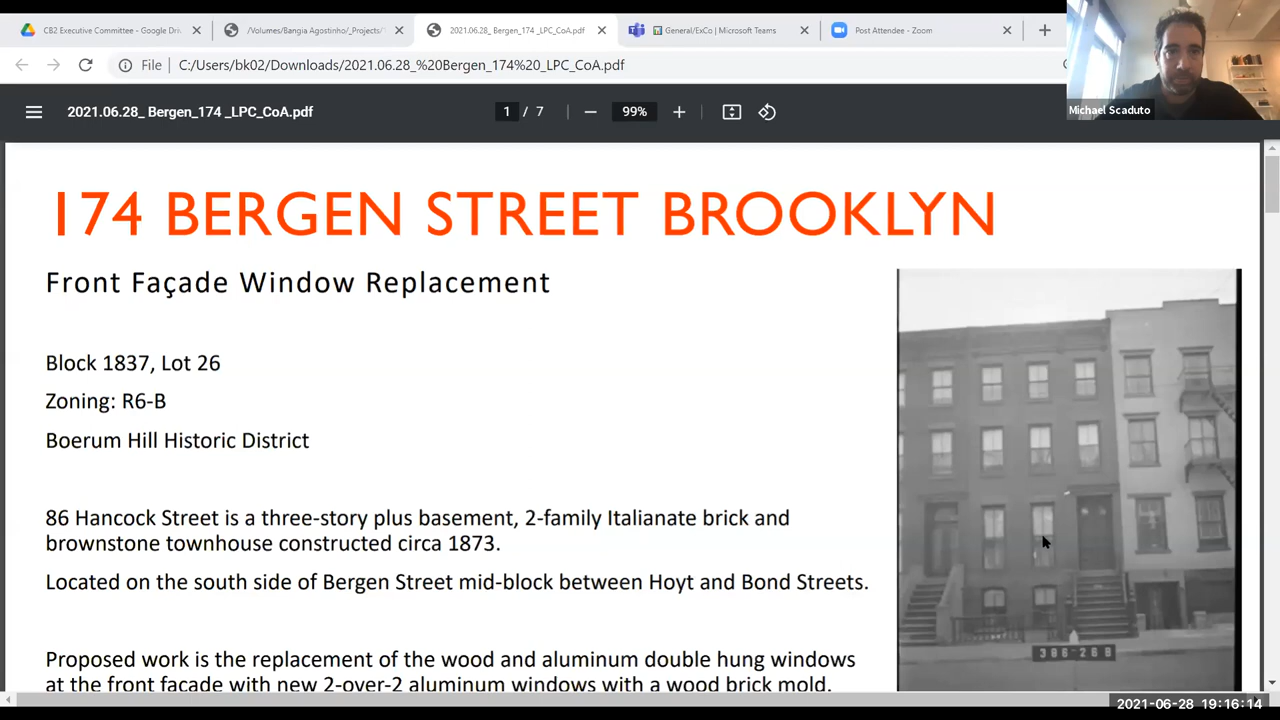 CB2 Executive Committee - Google Driv
/Volumes/Bangia Agostinho/_Projects/
2021.06.28_ Bergen_174 _LPC_CoA.pdf
General/ExCo | Microsoft Teams
Post Attendee - Zoom
File
C:/Users/bk02/Downloads/2021.06.28_%20Bergen_174%20_LPC_CoA.pdf
Michael Scaduto
2021.06.28_ Bergen_174 _LPC_CoA.pdf
1 / 7
99%
174 BERGEN STREET BROOKLYN
Front Façade Window Replacement
Block 1837, Lot 26
Zoning: R6-B
Boerum Hill Historic District
86 Hancock Street is a three-story plus basement, 2-family Italianate brick and
brownstone townhouse constructed circa 1873.
Located on the south side of Bergen Street mid-block between Hoyt and Bond Streets.
Proposed work is the replacement of the wood and aluminum double hung windows
at the front facade with new 2-over-2 aluminum windows with a wood brick mold.
2021-06-28 19:16:14